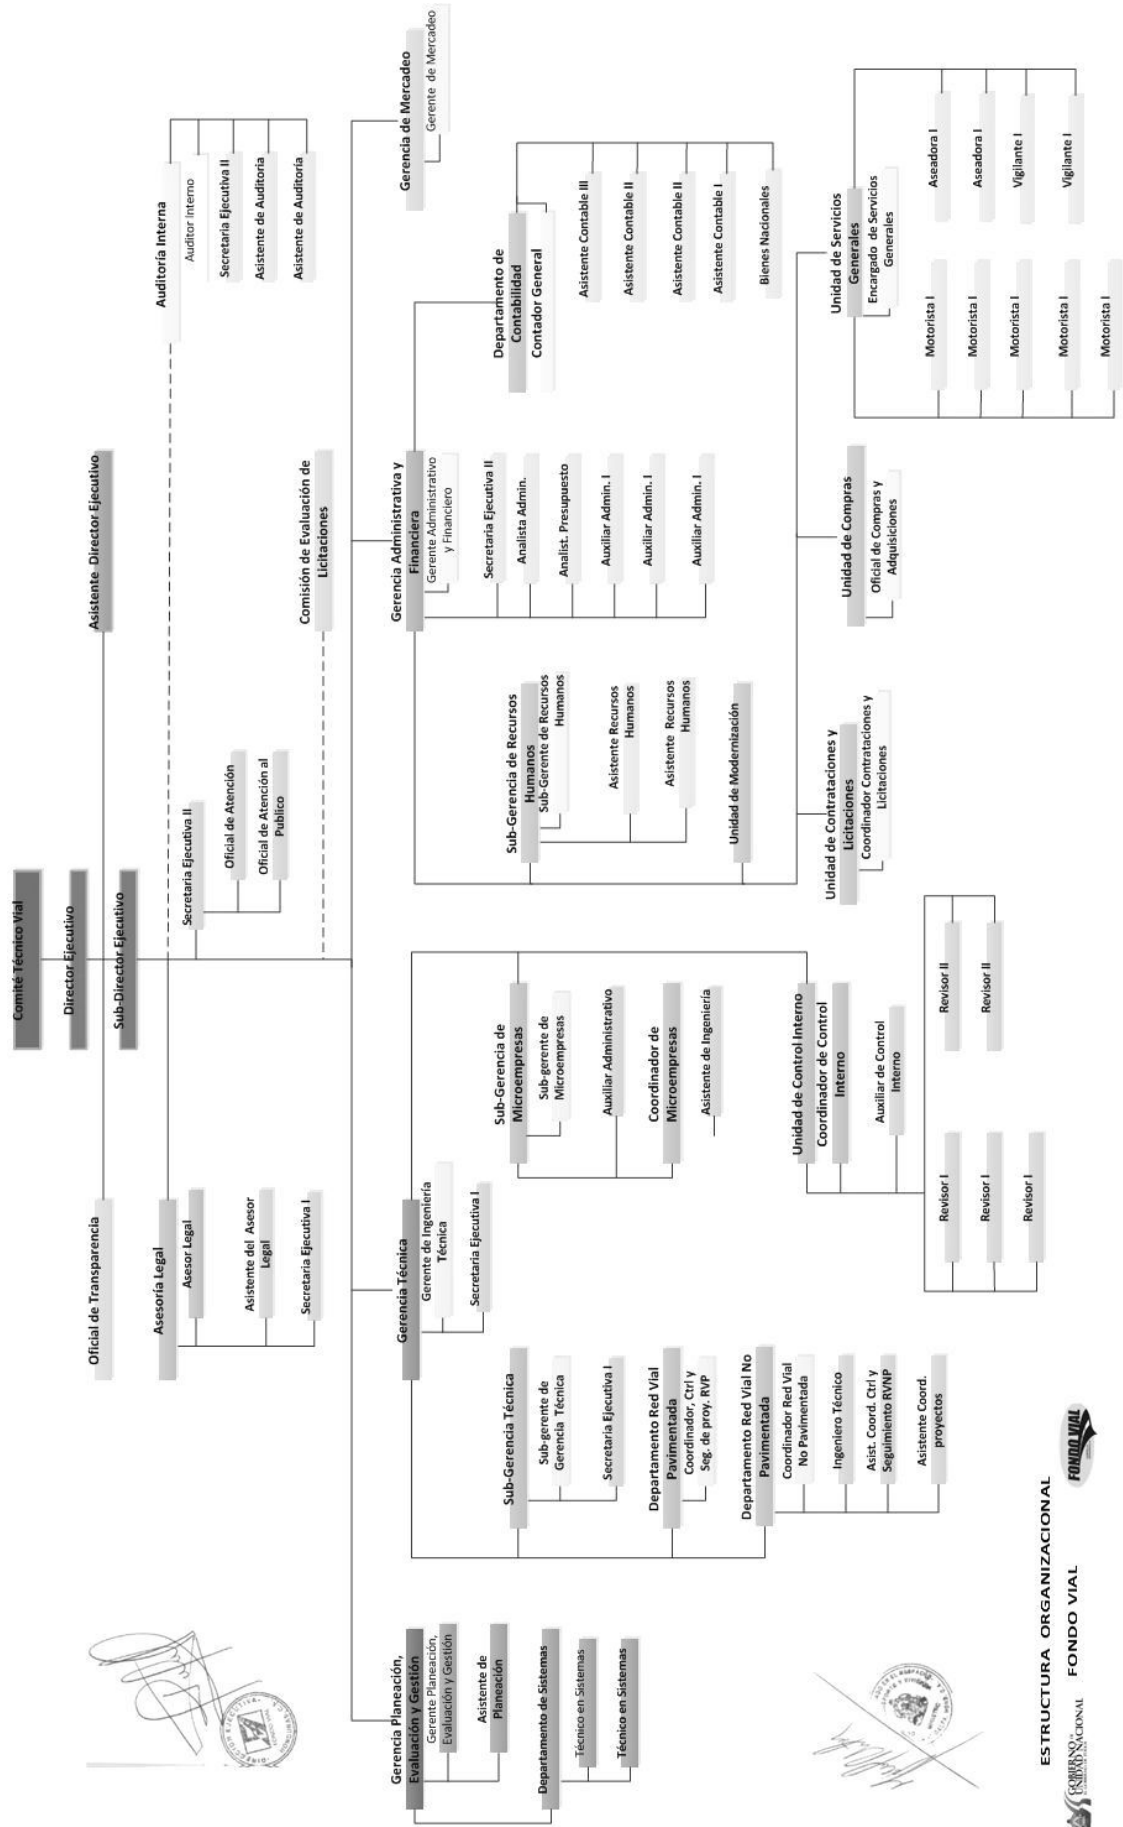 Comité Técnico Vial
Director Ejecutivo
Sub-Director Ejecutivo
Oficial de Transparencia
Asistente Director Ejecutivo
Asesoría Legal
Asesor Legal
Asistente del Asesor
Legal
Secretaria Ejecutiva I
Secretaria Ejecutiva II
Oficial de Atención
Oficial de Atención al
Publico
Auditoría Interna
Auditor Interno
Secretaria Ejecutiva II
Asistente de Auditoria
Asistente de Auditoría
Comisión de Evaluación de
Licitaciones
Gerencia Planeación,
Evaluación y Gestión
Gerente Planeación,
Evaluación y Gestión
Asistente de
Planeación
Departamento de Sistemas
Técnico en Sistemas
Técnico en Sistemas
Gerencia Técnica
Gerente de Ingeniería
Técnica
Secretaria Ejecutiva I
Sub-Gerencia Técnica
Sub-gerente de
Gerencia Técnica
Secretaria Ejecutiva I
Departamento Red Vial
Pavimentada
Coordinador, Ctrl y
Seg. de proy. RVP
Departamento Red Vial No
Pavimentada
Coordinador Red Vial
No Pavimentada
Ingeniero Técnico
Asist. Coord. Ctrl y
Seguimiento RVNP
Asistente Coord.
proyectos
Sub-Gerencia de
Microempresas
Sub-gerente de
Microempresas
Auxiliar Administrativo
Coordinador de
Microempresas
Asistente de Ingeniería
Unidad de Control Interno
Coordinador de Control
Interno
Auxiliar de Control
Interno
Revisor I
Revisor I
Revisor I
Revisor II
Revisor II
Gerencia Administrativa y
Financiera
Gerente Administrativo
y Financiero
Secretaria Ejecutiva II
Analista Admin.
Analist. Presupuesto
Auxiliar Admin. I
Auxiliar Admin. I
Auxiliar Admin. I
Sub-Gerencia de Recursos
Humanos
Sub-Gerente de Recursos
Humanos
Asistente Recursos
Humanos
Asistente Recursos
Humanos
Unidad de Modernización
Departamento de
Contabilidad
Contador General
Asistente Contable III
Asistente Contable II
Asistente Contable II
Asistente Contable I
Bienes Nacionales
Gerencia de Mercadeo
Gerente de Mercadeo
Unidad de Contrataciones y
Licitaciones
Coordinador Contrataciones y
Licitaciones
Unidad de Compras
Oficial de Compras y
Adquisiciones
Unidad de Servicios
Generales
Encargado de Servicios
Generales
Motorista I
Motorista I
Motorista I
Motorista I
Motorista I
Aseadora I
Aseadora I
Vigilante I
Vigilante I
ESTRUCTURA ORGANIZACIONAL
FONDO VIAL
GOBIERNO DE
UNIDAD NACIONAL
FONDO VIAL